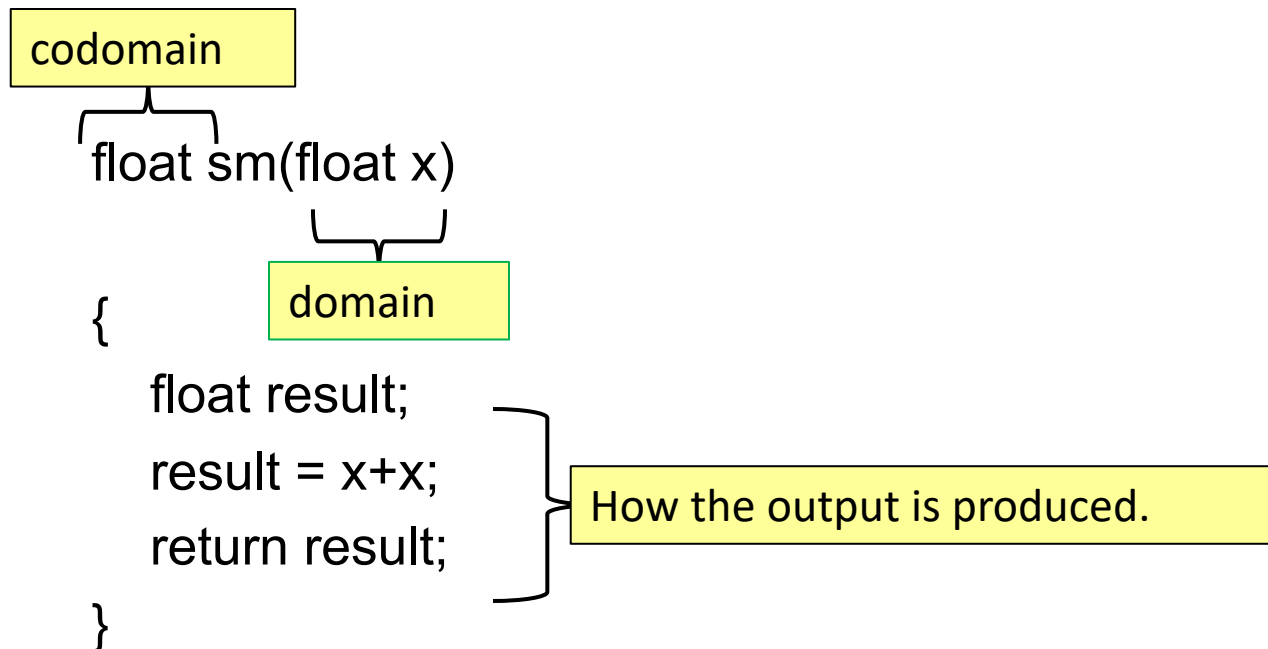 codomain
float sm(float x)
domain
{
float result;
result = x+x;
How the output is produced.
return result;
}